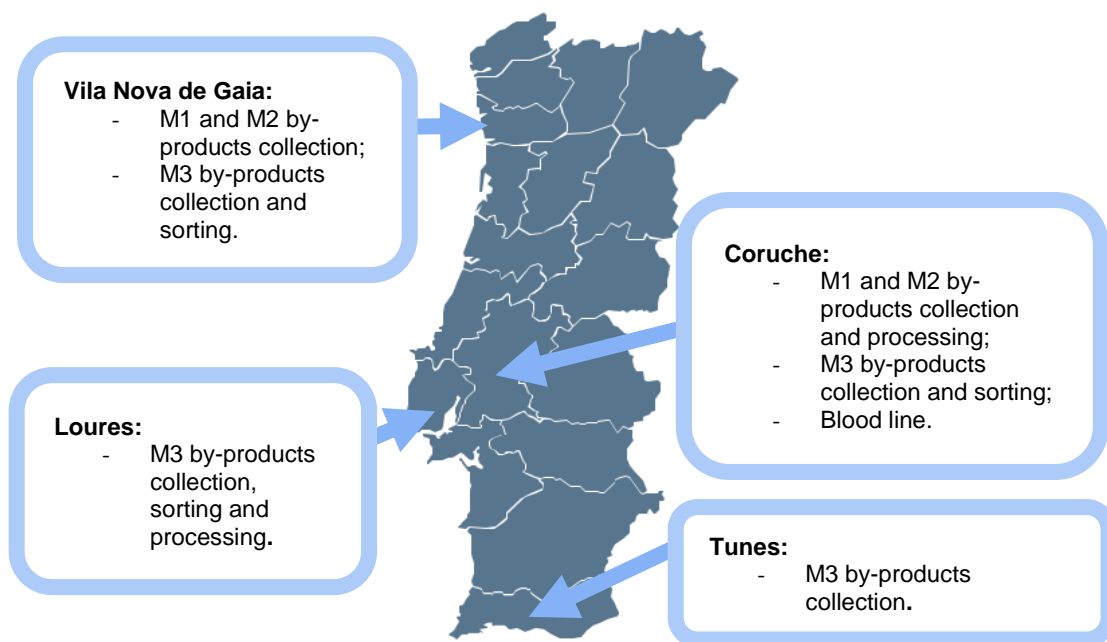 Vila Nova de Gaia:
- M1 and M2 by-
products collection;
- M3 by-products
collection and
sorting.
Coruche:
- M1 and M2 by-
products collection
and processing;
- M3 by-products
collection and sorting;
- Blood line.
Loures:
- M3 by-products
collection,
sorting and
processing.
Tunes:
- M3 by-products
collection.